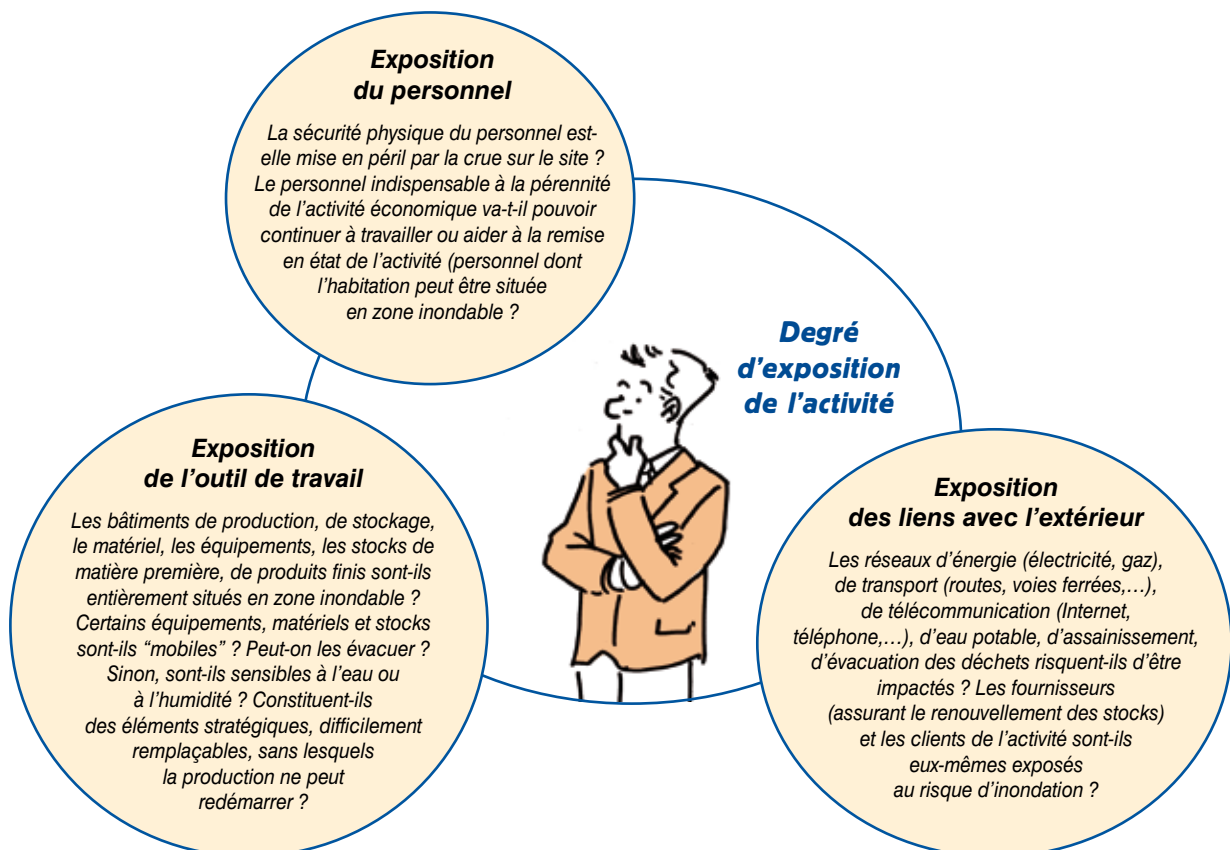 Exposition
du personnel
La sécurité physique du personnel est-
elle mise en péril par la crue sur le site ?
Le personnel indispensable à la pérennité
de l’activité économique va-t-il pouvoir
continuer à travailler ou aider à la remise
en état de l’activité (personnel dont
l’habitation peut être située
en zone inondable ?
Degré
d’exposition
de l’activité
Exposition
de l’outil de travail
Les bâtiments de production, de stockage,
le matériel, les équipements, les stocks de
matière première, de produits finis sont-ils
entièrement situés en zone inondable ?
Certains équipements, matériels et stocks
sont-ils “mobiles” ? Peut-on les évacuer ?
Sinon, sont-ils sensibles à l’eau ou
à l’humidité ? Constituent-ils
des éléments stratégiques, difficilement
remplaçables, sans lesquels
la production ne peut
redémarrer ?
Exposition
des liens avec l’extérieur
Les réseaux d’énergie (électricité, gaz),
de transport (routes, voies ferrées,…),
de télécommunication (Internet,
téléphone,…), d’eau potable, d’assainissement,
d’évacuation des déchets risquent-ils d’être
impactés ? Les fournisseurs
(assurant le renouvellement des stocks)
et les clients de l’activité sont-ils
eux-mêmes exposés
au risque d’inondation ?